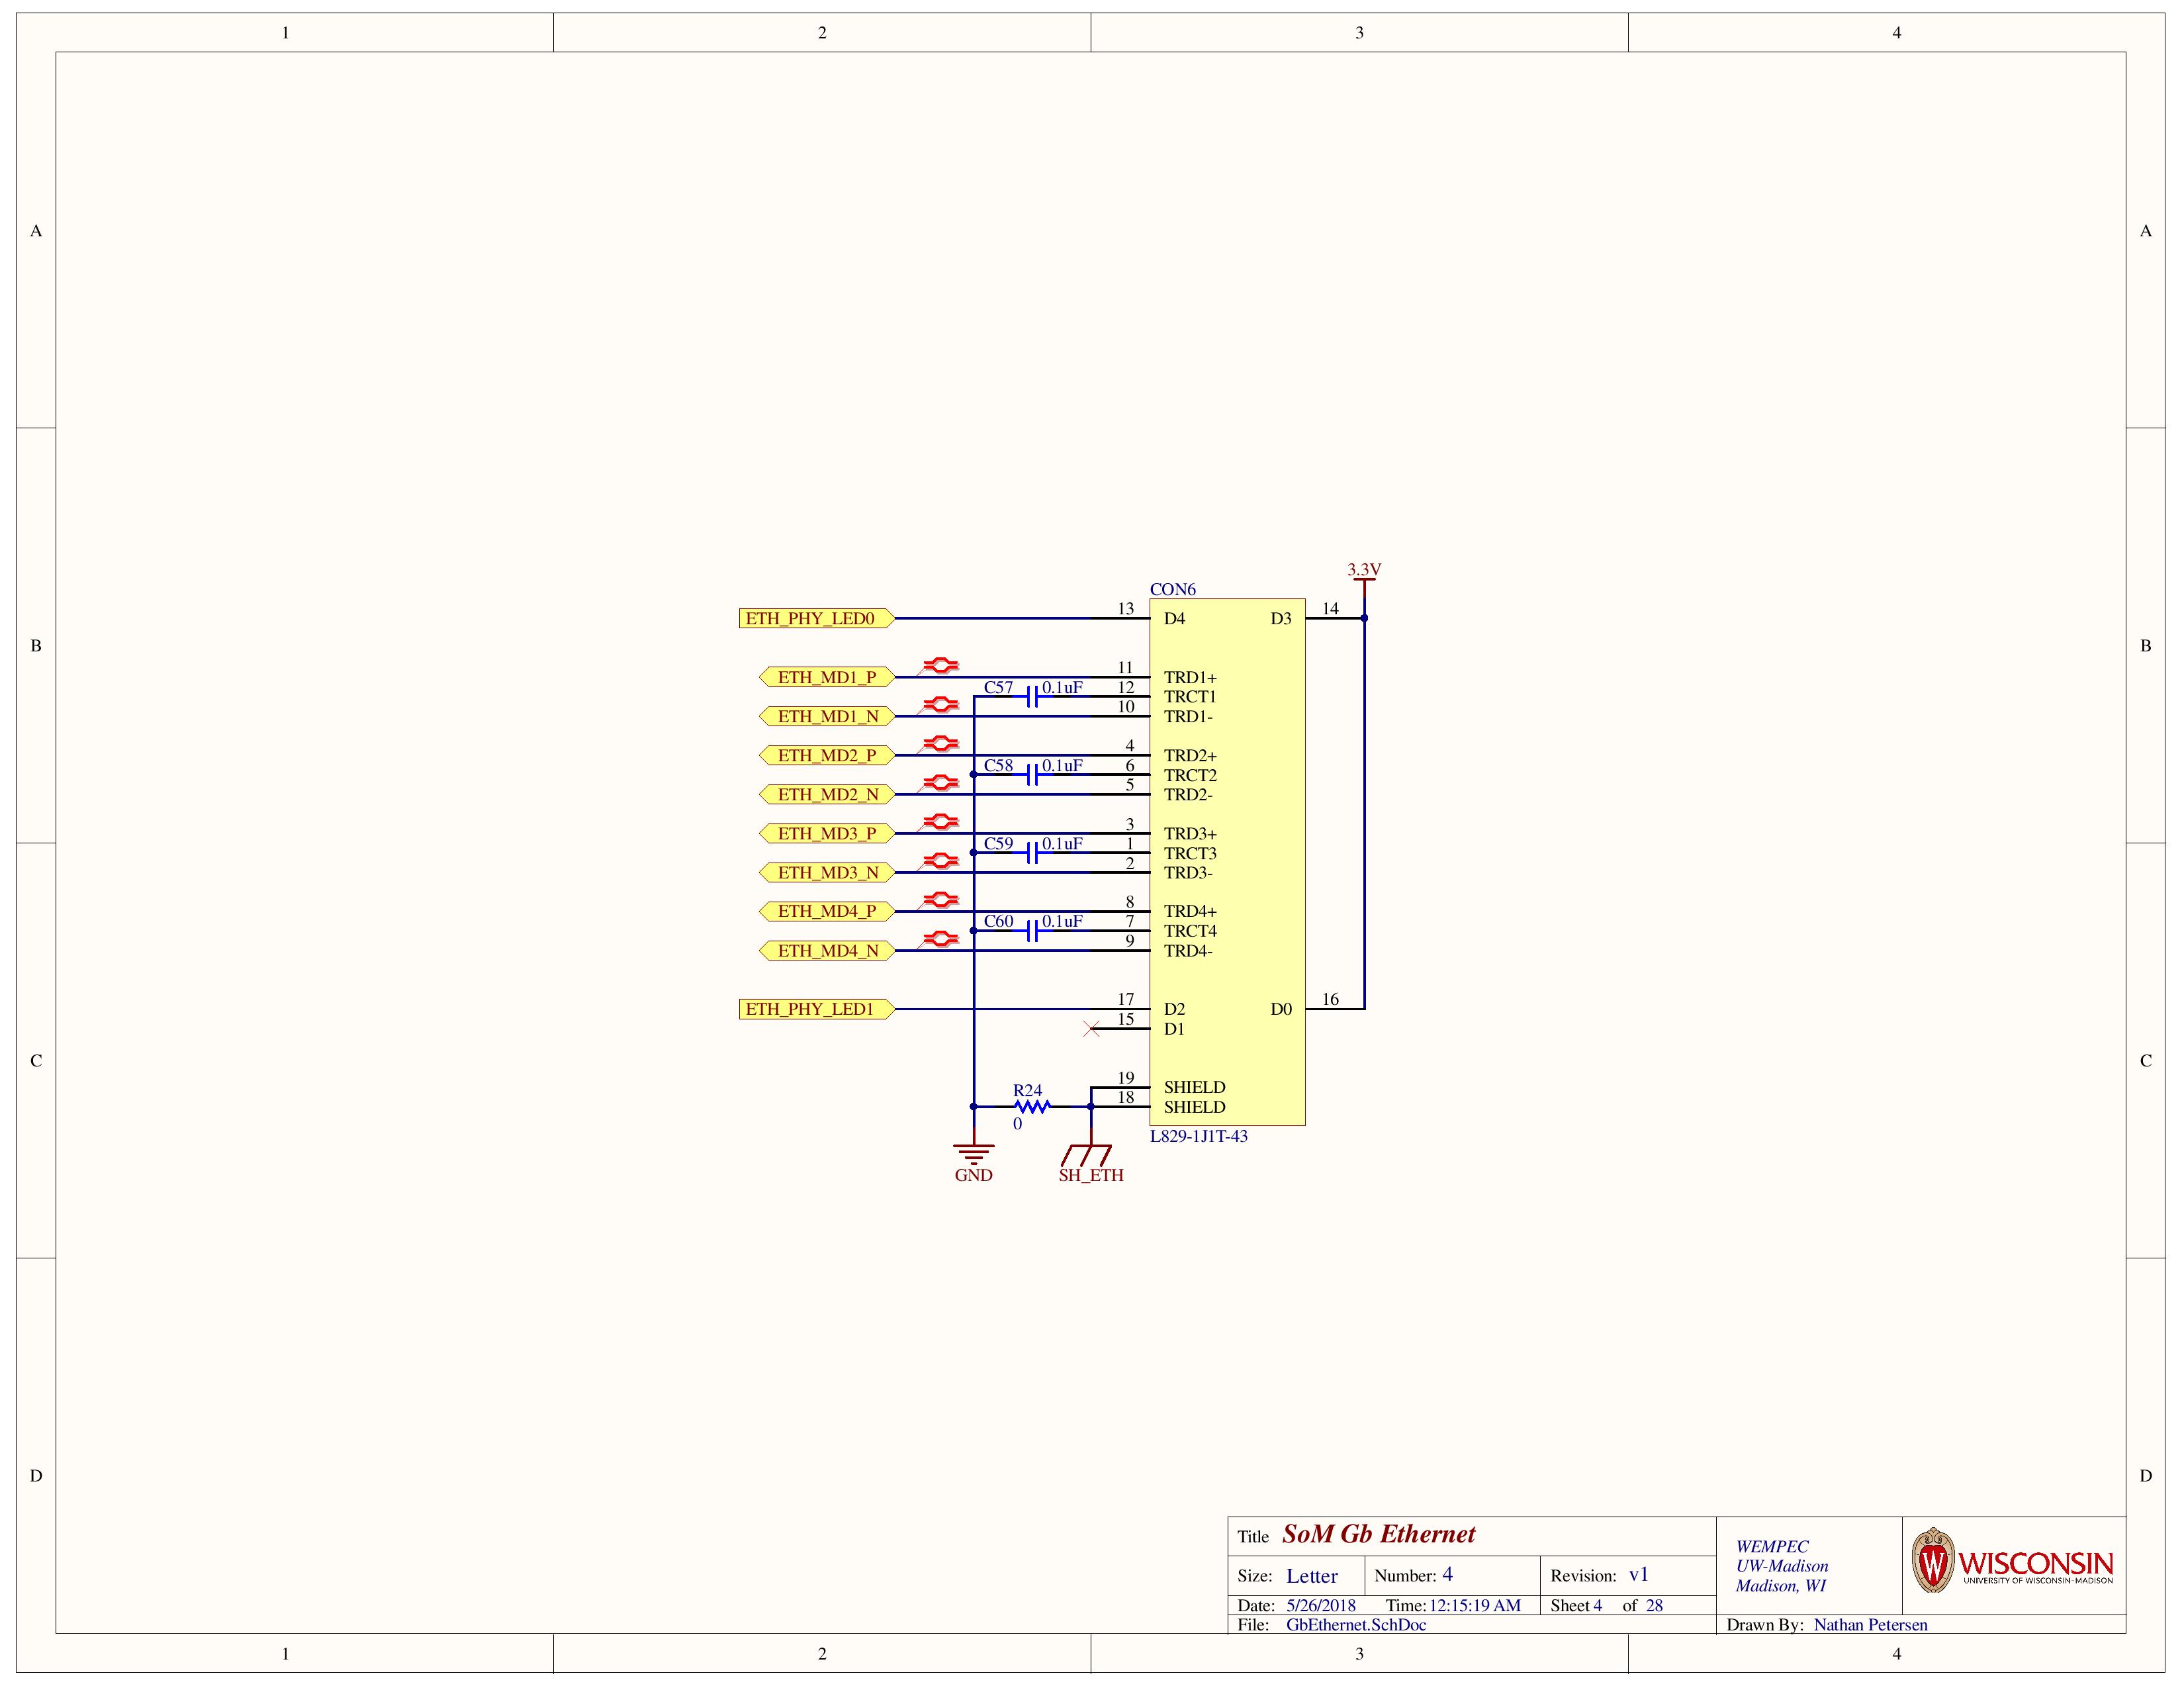 1 2 3 4
A A
B B
C C
D D
3.3V
CON6
ETH_PHY_LED0 13 D4 D3 14
ETH_MD1_P 11 TRD1+
C57 0.1uF 12 TRCT1
ETH_MD1_N 10 TRD1-
ETH_MD2_P 4 TRD2+
C58 0.1uF 6 TRCT2
ETH_MD2_N 5 TRD2-
ETH_MD3_P 3 TRD3+
C59 0.1uF 1 TRCT3
ETH_MD3_N 2 TRD3-
ETH_MD4_P 8 TRD4+
C60 0.1uF 7 TRCT4
ETH_MD4_N 9 TRD4-
ETH_PHY_LED1 17 D2 D0 16
15 D1
19 SHIELD
R24 18 SHIELD
0
L829-1J1T-43
GND SH_ETH
Title SoM Gb Ethernet
Size: Letter Number: 4 Revision: v1
Date: 5/26/2018 Time: 12:15:19 AM Sheet 4 of 28
File: GbEthernet.SchDoc
WEMPEC
UW-Madison
Madison, WI
W WISCONSIN
UNIVERSITY OF WISCONSIN-MADISON
Drawn By: Nathan Petersen
1 2 3 4